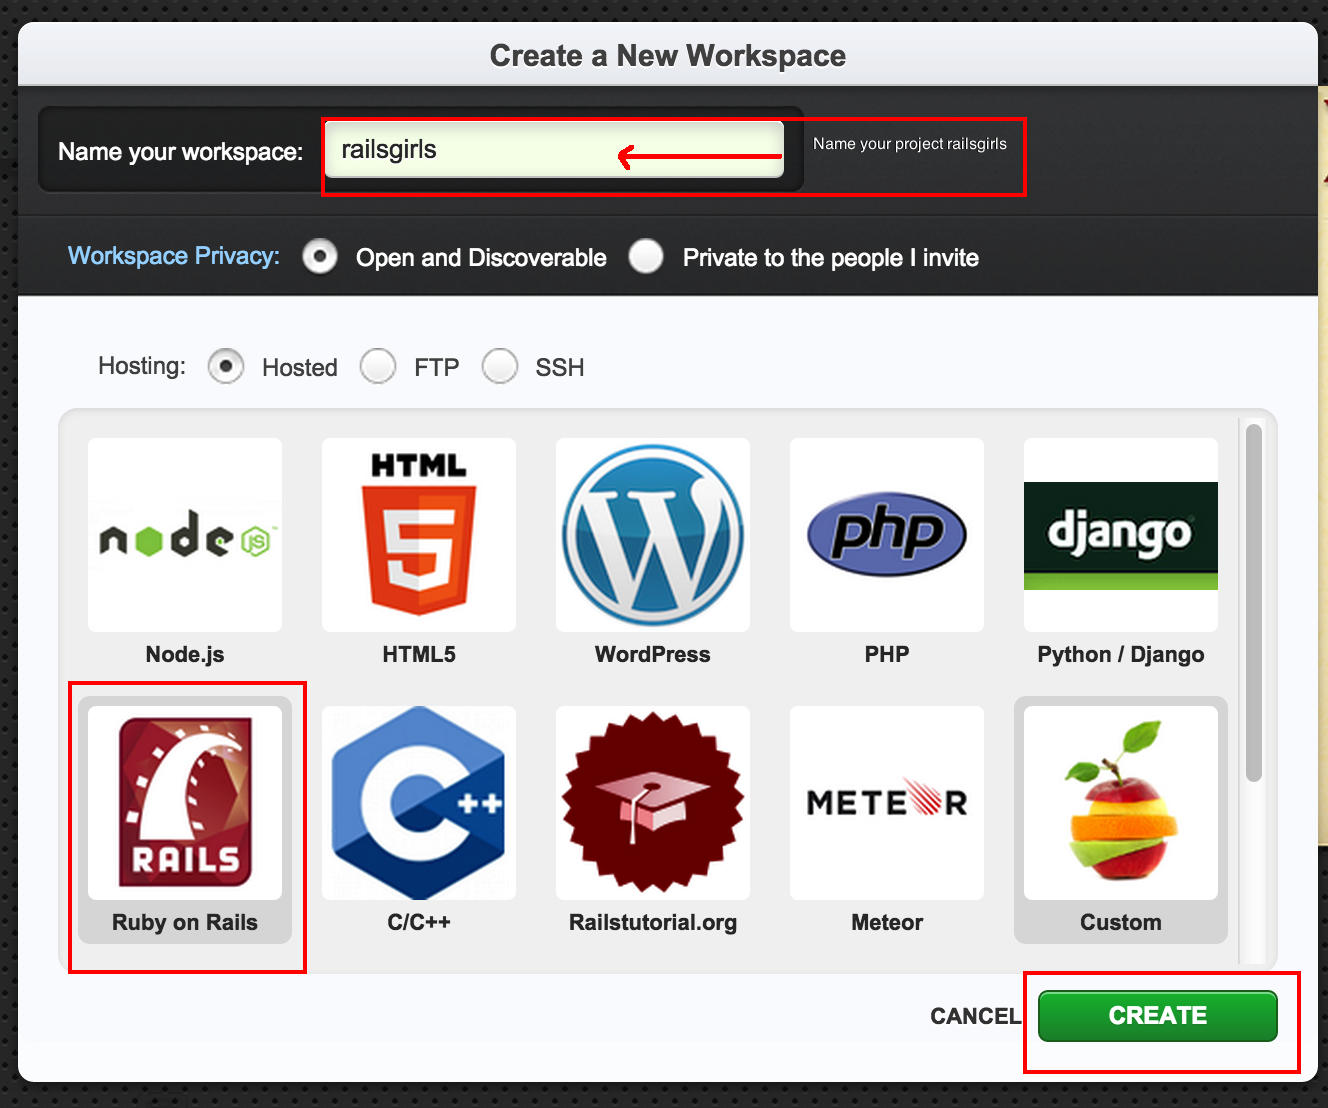 Create a New Workspace
Name your workspace: railsgirls Name your project railsgirls
Workspace Privacy: Open and Discoverable Private to the people I invite
Hosting: Hosted FTP SSH
node JS ™ HTML 5 W php django
Node.js HTML5 WordPress PHP Python / Django
RAILS C++ METEOR
Ruby on Rails C/C++ Railstutorial.org Meteor Custom
CANCEL CREATE